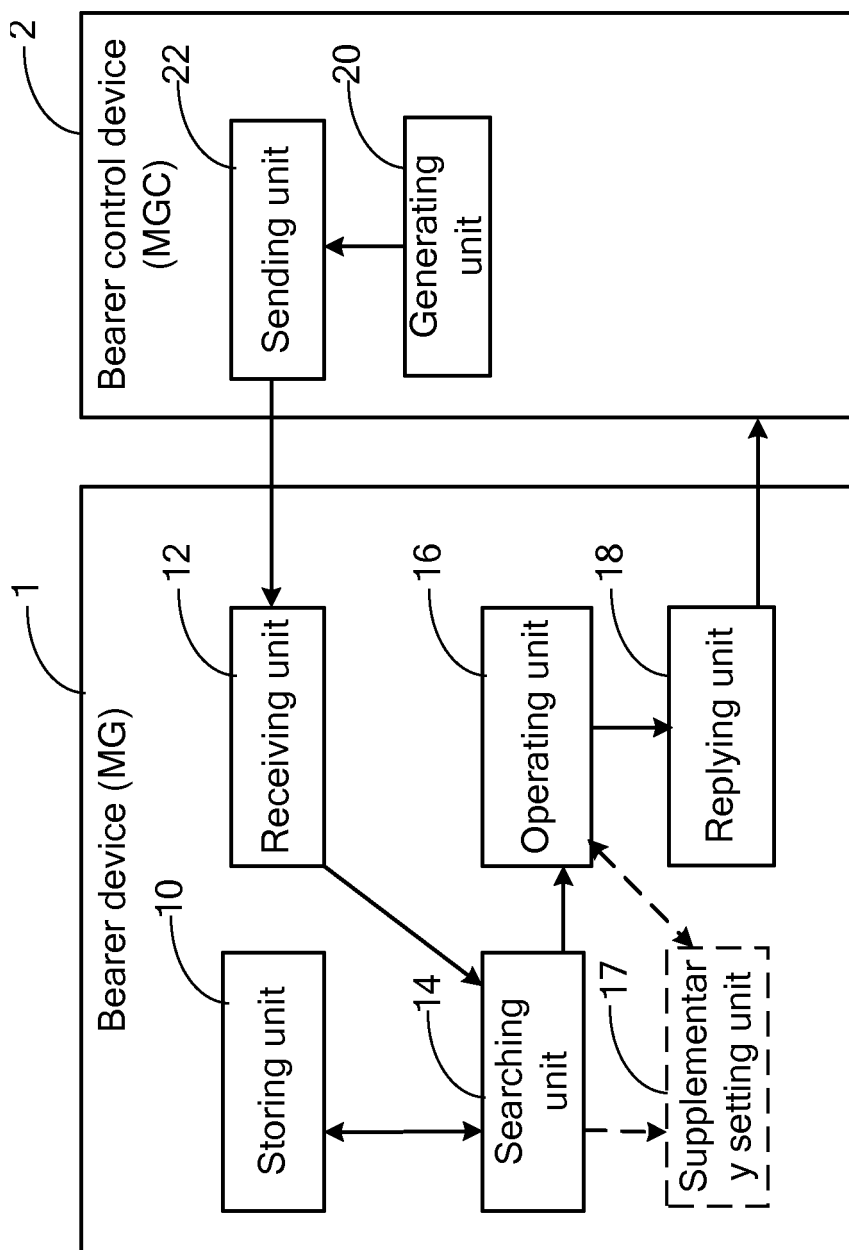 1
Bearer device (MG)
10
Storing unit
12
Receiving unit
14
Searching
unit
16
Operating unit
17
Supplementar
y setting unit
18
Replying unit
2
Bearer control device
(MGC)
22
Sending unit
20
Generating
unit